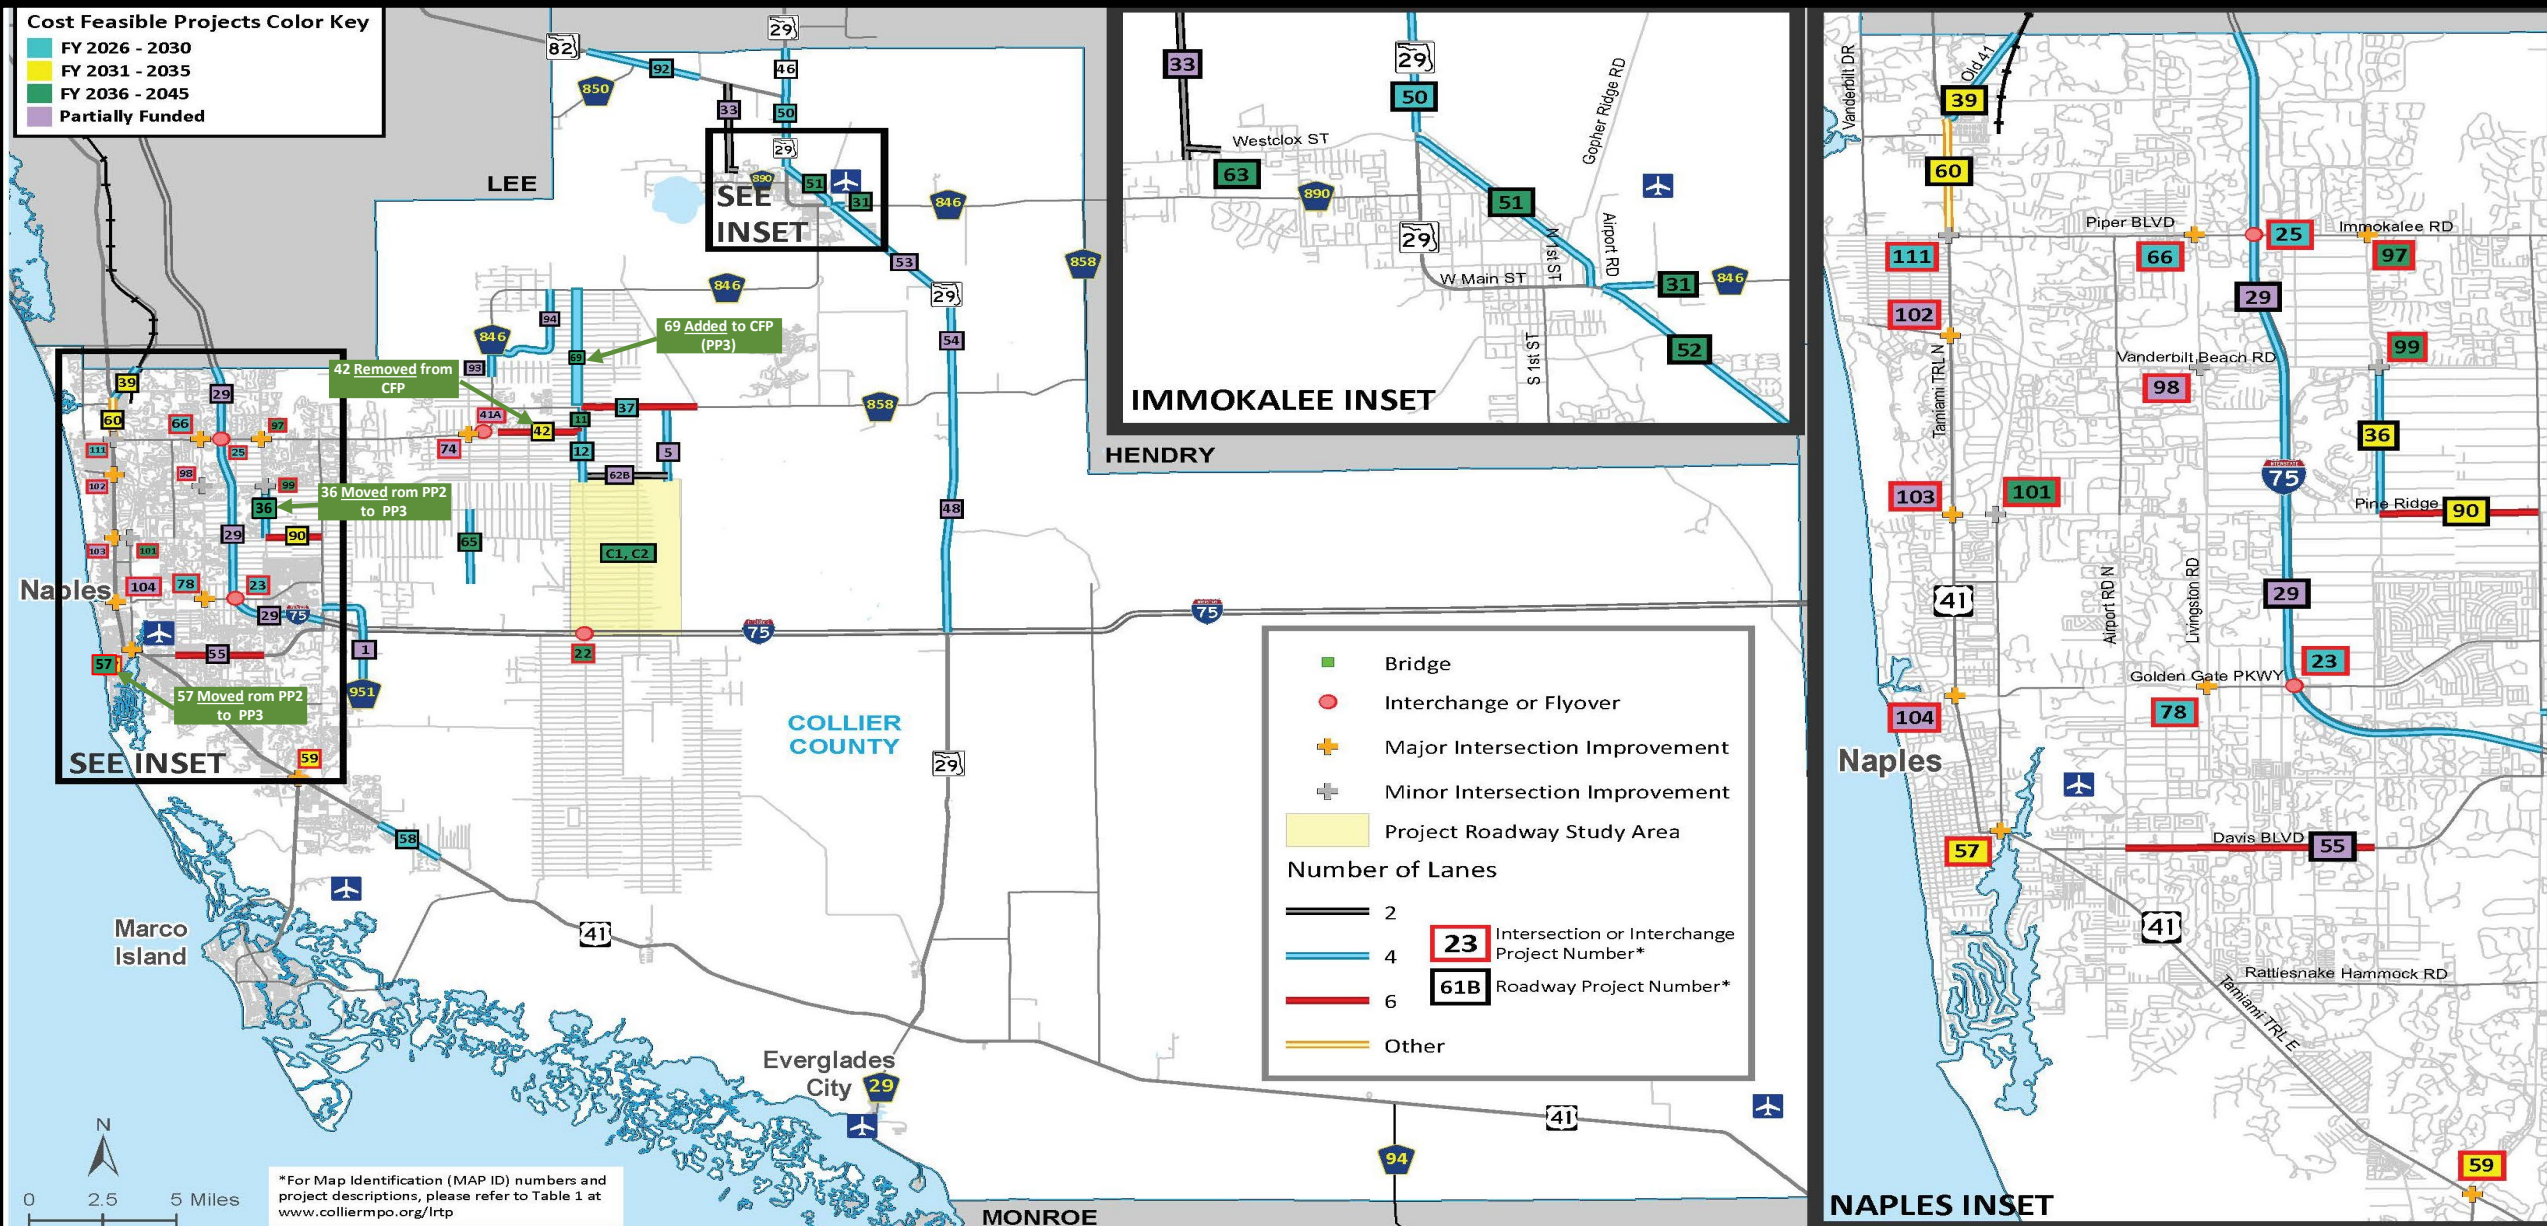 Cost Feasible Projects Color Key
FY 2026 - 2030
FY 2031 - 2035
FY 2036 - 2045
Partially Funded
29
82
92
46
850
33
50
29
LEE
890
51
SEE
INSET
31
846
53
858
846
29
94
846
69 Added to CFP
(PP3)
69
54
93
42 Removed from
CFP
39
29
41A
37
858
60
66
97
11
42
111
25
74
12
5
98
62B
102
99
36 Moved rom PP2
to PP3
36
48
29
90
65
103
101
C1, C2
Naples
104
78
23
29
75
75
75
55
1
22
57
951
57 Moved rom PP2
to PP3
COLLIER
COUNTY
SEE INSET
59
29
58
Marco
Island
41
Everglades
City
29
41
94
N
0 2.5 5 Miles
*For Map Identification (MAP ID) numbers and
project descriptions, please refer to Table 1 at
www.colliermpo.org/lrtp
MONROE
HENDRY
33
29
50
Gopher Ridge RD
Westclox ST
63
890
51
29
N 1st ST
Airport RD
W Main ST
31
846
S 1st ST
52
IMMOKALEE INSET
Bridge
Interchange or Flyover
Major Intersection Improvement
Minor Intersection Improvement
Project Roadway Study Area
Number of Lanes
2
4
6
Other
23
Intersection or Interchange
Project Number*
61B
Roadway Project Number*
Vanderbilt DR
Old 41
39
60
Piper BLVD
25
Immokalee RD
111
66
97
29
102
Tamiami TRL N
Vanderbilt Beach RD
99
98
36
75
103
101
Pine Ridge
90
41
Airport RD N
Livingston RD
29
23
Golden Gate PKWY
104
78
Naples
57
Davis BLVD
55
41
Rattlesnake Hammock RD
Tamiami TRL E
59
NAPLES INSET